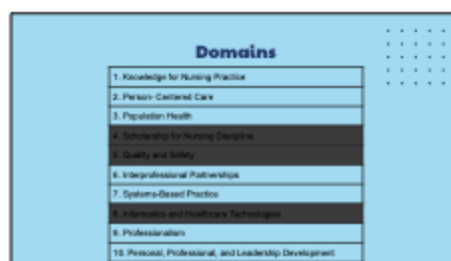 Domains
1. Knowledge for Nursing Practice
2. Person- Centered Care
3. Population Health
4. Scholarship for Nursing Discipline
5. Quality and Safety
6. Interprofessional Partnerships
7. Systems-Based Practice
8. Informatics and Healthcare Technologies
9. Professionalism
10. Personal, Professional, and Leadership Development